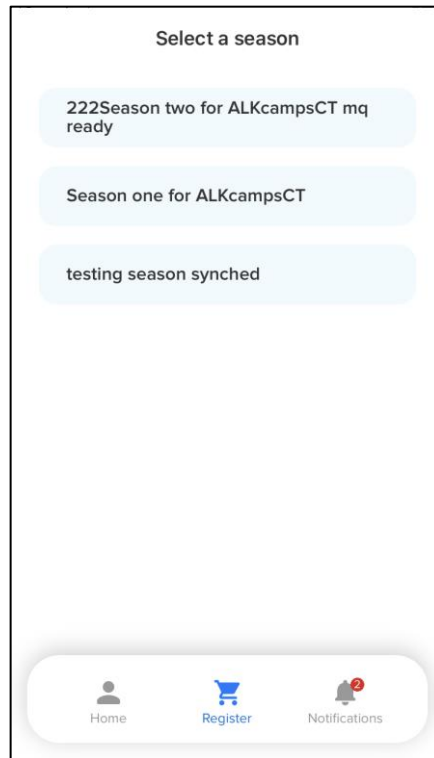 Select a season
222Season two for ALKcampsCT mq
ready
Season one for ALKcampsCT
testing season synched
2
Home
Register
Notifications